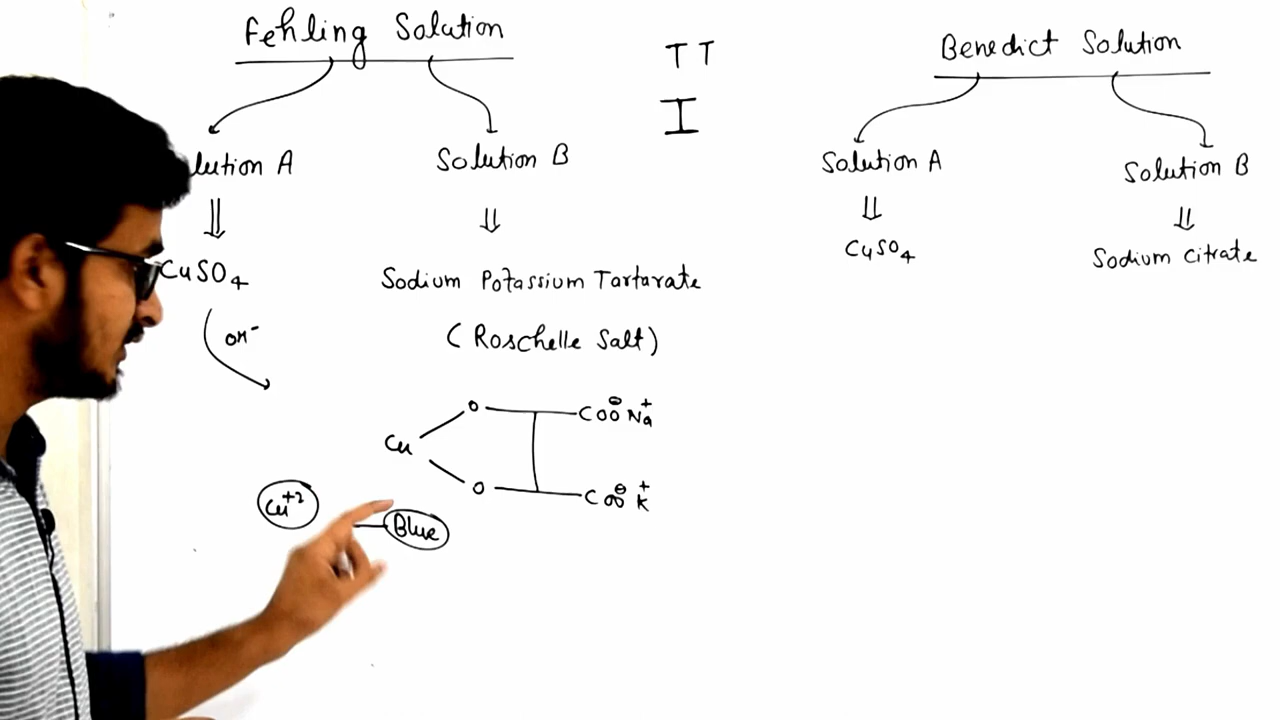 Fehling Solution
TT
I
Benedict Solution
lution A
Solution B
CuSO4
Sodium Potassium Tartarate
(Roschelle Salt)
OH-
Cu
O
COO⊖ Na+
O
COO⊖ K+
Cu+2
Blue
Solution A
Solution B
CuSO4
Sodium Citrate